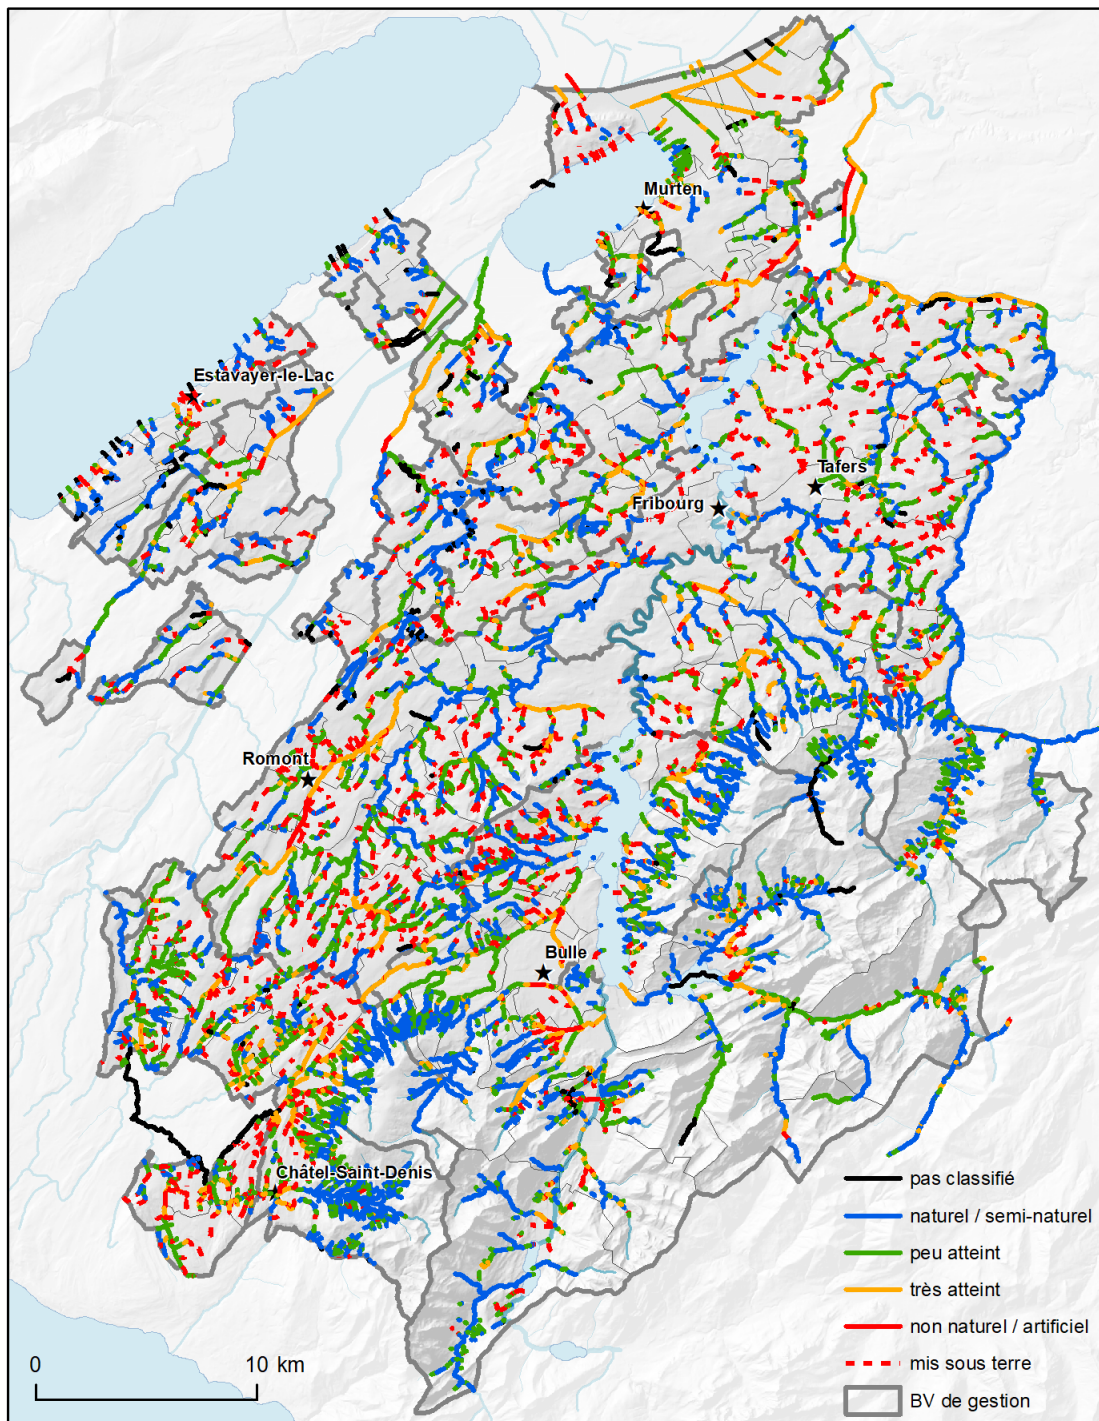 Murten
Estavayer-le-Lac
Tafers
Fribourg
Romont
Bulle
Châtel-Saint-Denis
pas classifié
naturel / semi-naturel
peu atteint
très atteint
non naturel / artificiel
mis sous terre
BV de gestion
0 10 km